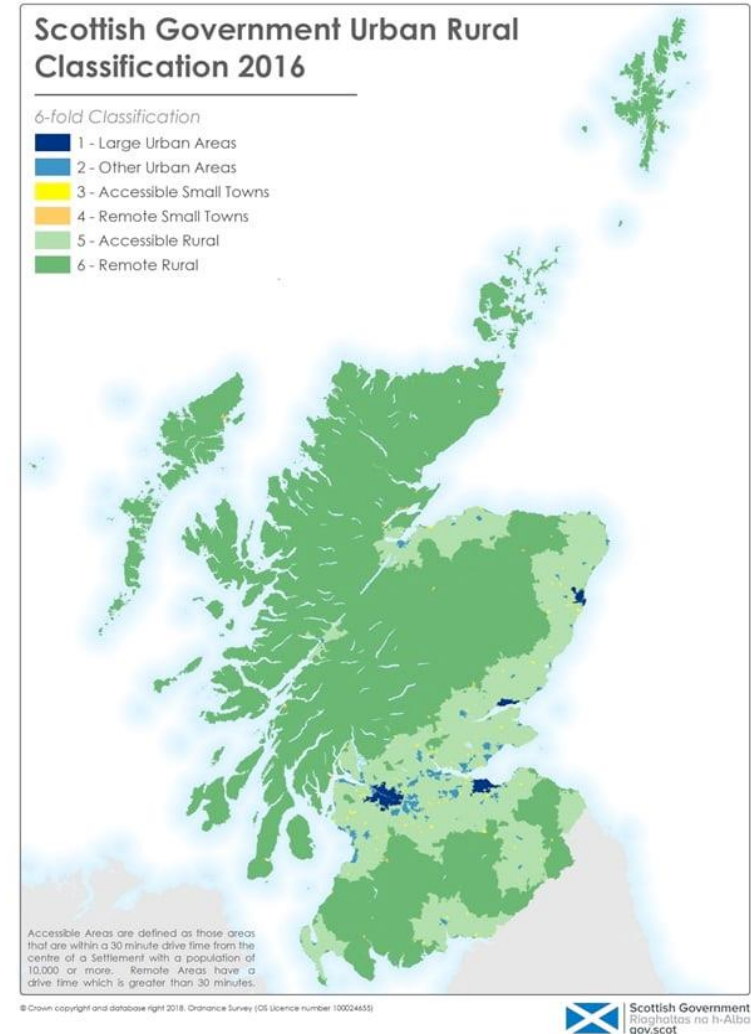 Scottish Government Urban Rural
Classification 2016
6-fold Classification
1 - Large Urban Areas
2 - Other Urban Areas
3 - Accessible Small Towns
4 - Remote Small Towns
5 - Accessible Rural
6 - Remote Rural
Accessible Areas are defined as those areas
that are within a 30 minute drive time from the
centre of a Settlement with a population of
10,000 or more. Remote Areas have a
drive time which is greater than 30 minutes.
© Crown copyright and database right 2018. Ordnance Survey (OS Licence number 100024655)
Scottish Government
Riaghaltas na h-Alba
gov.scot